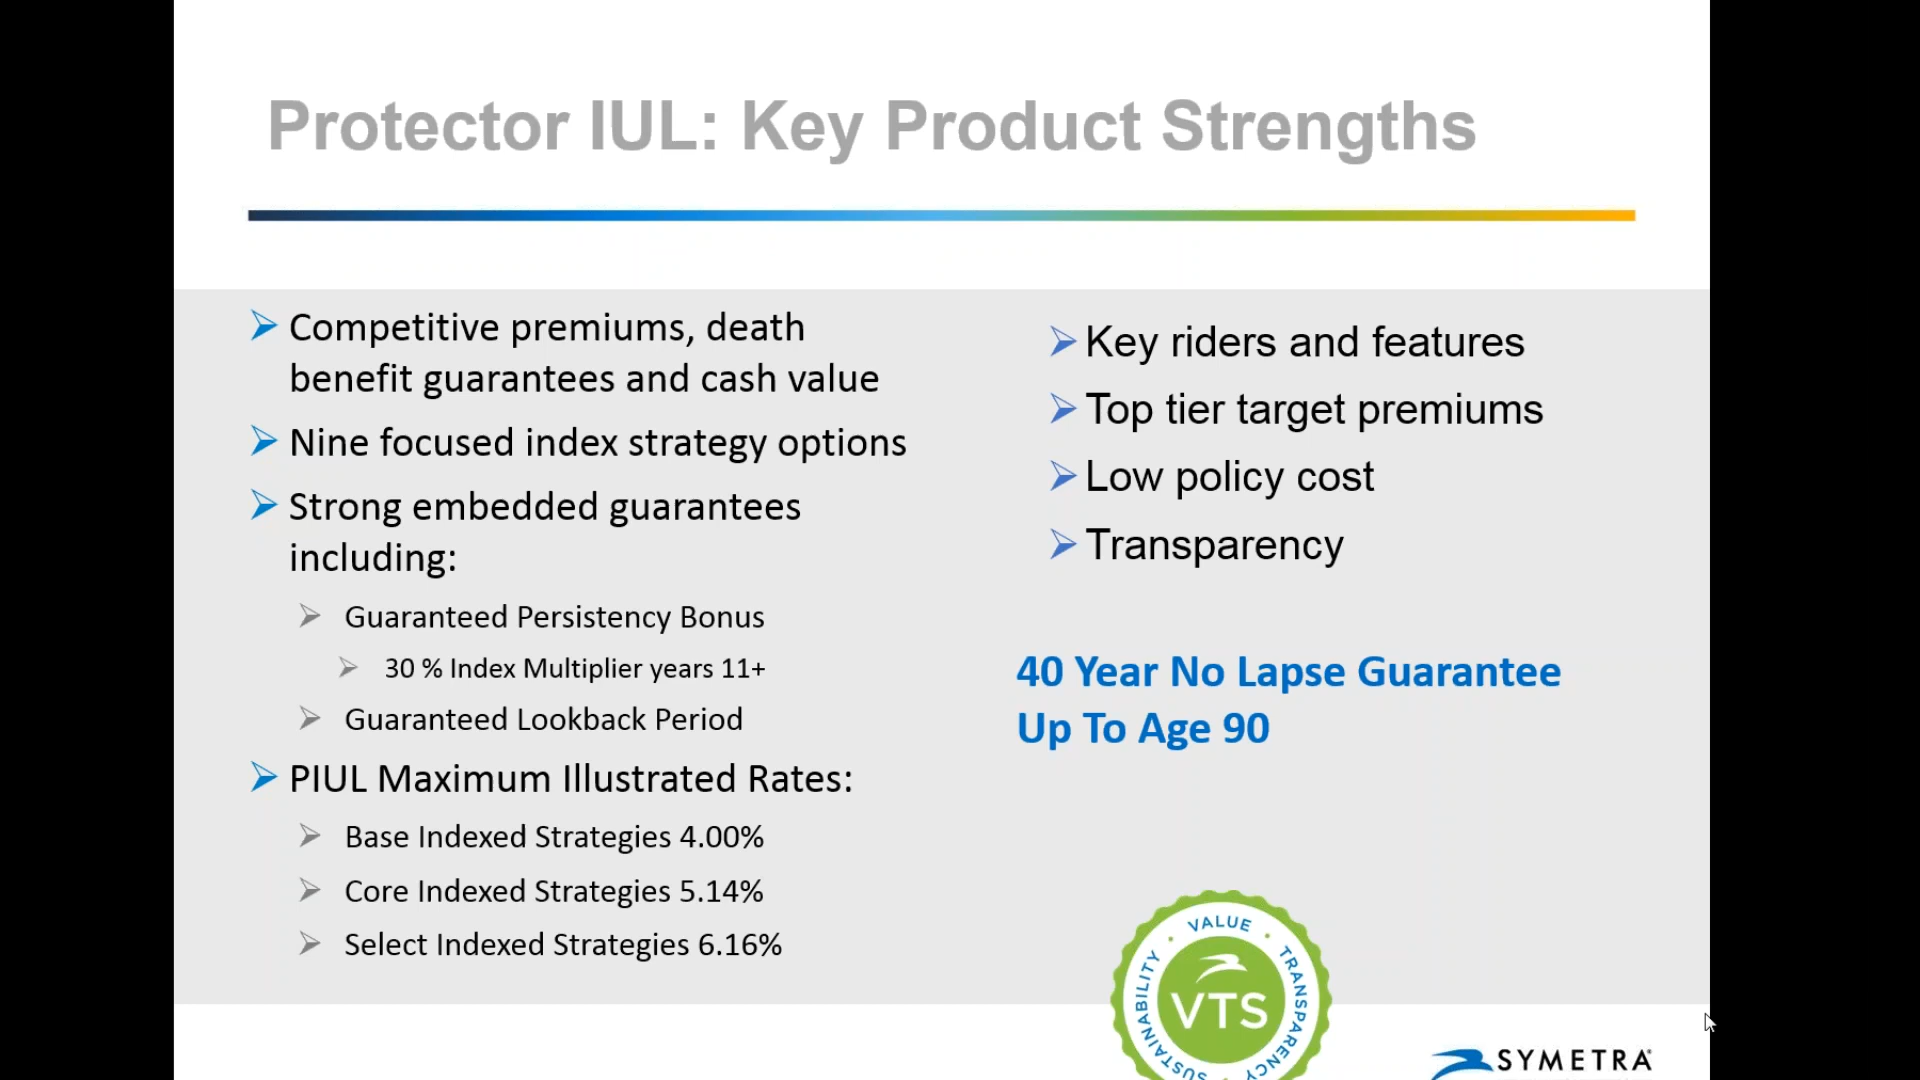 Protector IUL: Key Product Strengths
Competitive premiums, death
benefit guarantees and cash value
Nine focused index strategy options
Strong embedded guarantees
including:
Guaranteed Persistency Bonus
30 % Index Multiplier years 11+
Guaranteed Lookback Period
PIUL Maximum Illustrated Rates:
Base Indexed Strategies 4.00%
Core Indexed Strategies 5.14%
Select Indexed Strategies 6.16%
Key riders and features
Top tier target premiums
Low policy cost
Transparency
40 Year No Lapse Guarantee
Up To Age 90
VALUE
TRANSPARENCY
SUSTAINABILITY
VTS
SYMETRA